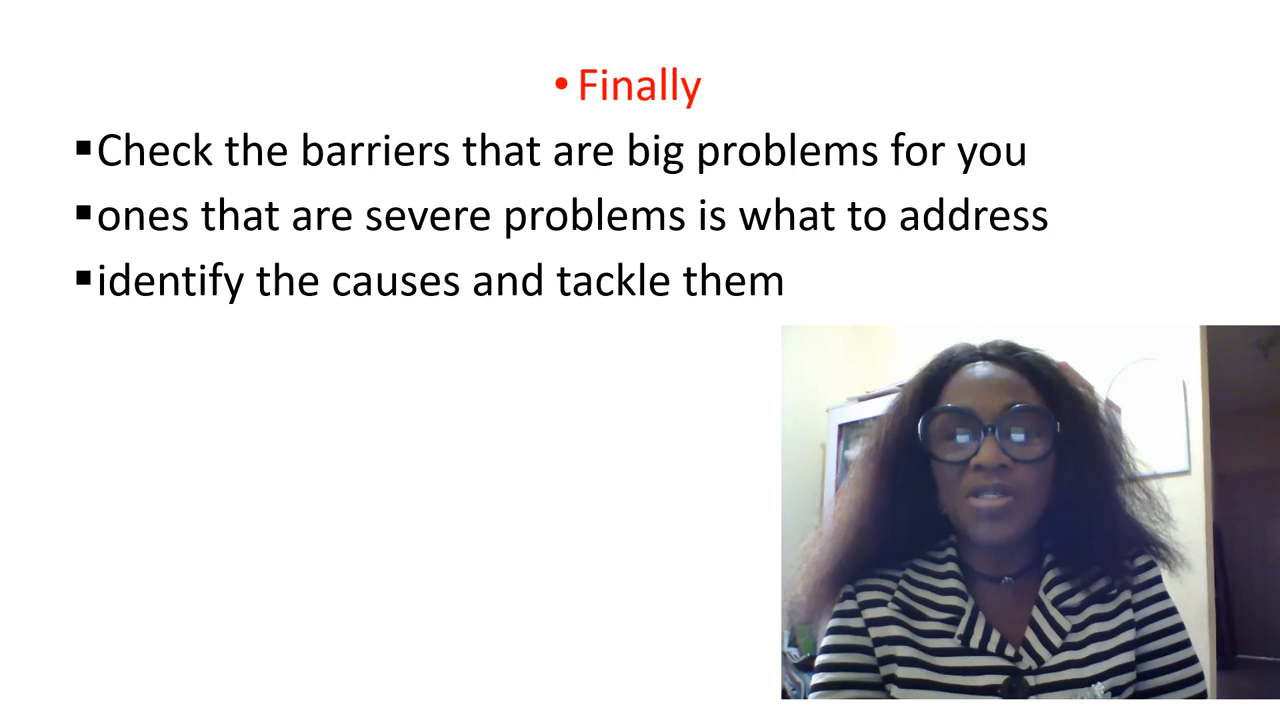 • Finally
▪Check the barriers that are big problems for you
▪ones that are severe problems is what to address
▪identify the causes and tackle them